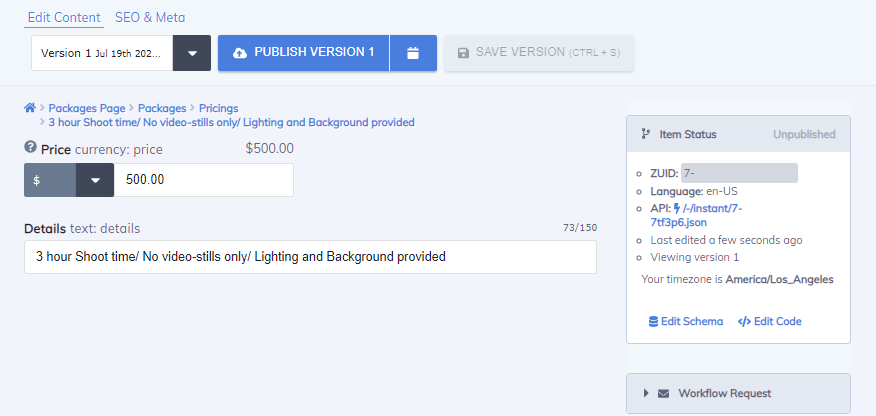 Edit Content SEO & Meta
Version 1 Jul 19th 202... PUBLISH VERSION 1 SAVE VERSION (CTRL + S)
Packages Page Packages Pricings
3 hour Shoot time/ No video-stills only/ Lighting and Background provided
Price currency: price $500.00
$ 500.00
Details text: details 73/150
3 hour Shoot time/ No video-stills only/ Lighting and Background provided
Item Status Unpublished
ZUID: 7-
Language: en-US
API: /-/instant/7-
7tf3p6.json
Last edited a few seconds ago
Viewing version 1
Your timezone is America/Los_Angeles
Edit Schema </> Edit Code
Workflow Request